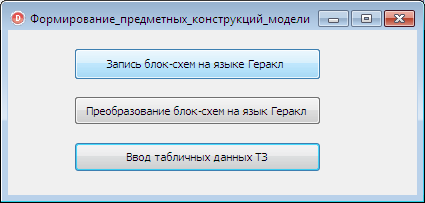 Формирование_предметных_конструкций_модели
Запись блок-схем на языке Геракл
Преобразование блок-схем на язык Геракл
Ввод табличных данных ТЗ